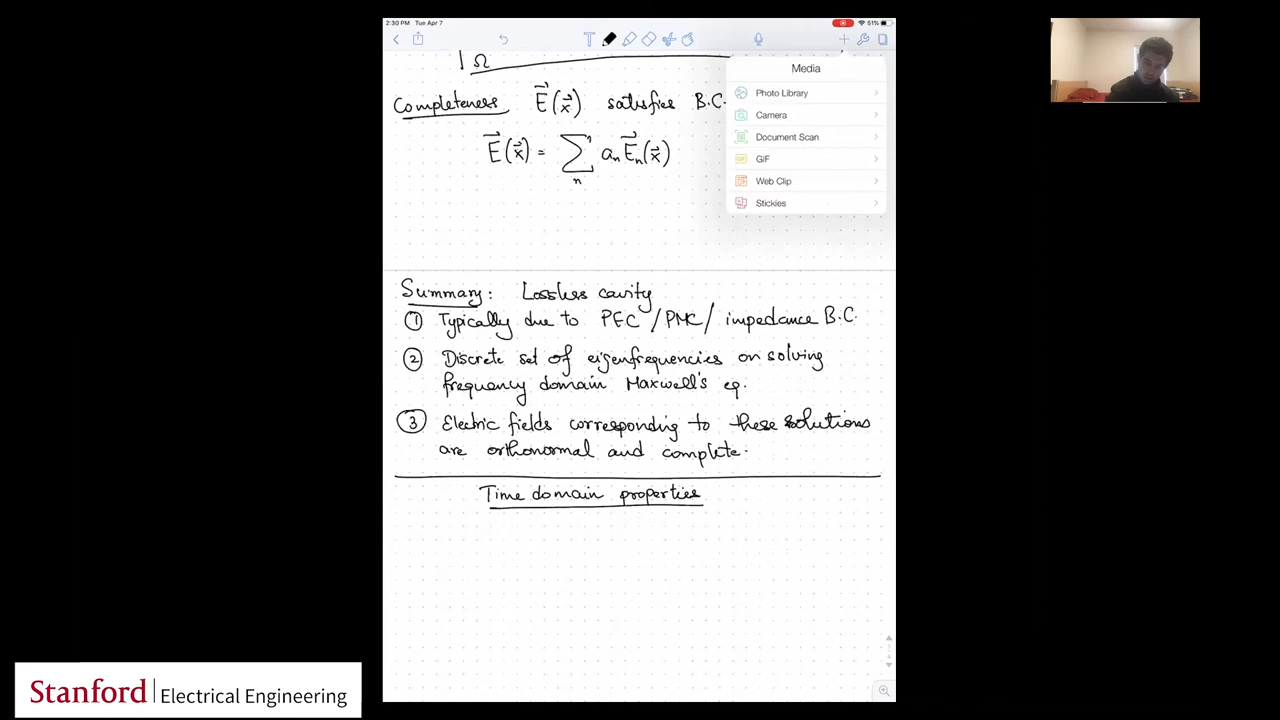 2:30 PM Tue Apr 7
51%
T
Ω
Media
Photo Library
Camera
Document Scan
GIF
Web Clip
Stickies
Completeness E⃗(x⃗) satisfies B.C.
E⃗(x⃗) = ∑ₙ aₙ E⃗ₙ(x⃗)
Summary: Lossless cavity
① Typically due to PEC / PMC / impedance B.C.
② Discrete set of eigenfrequencies on solving
frequency domain Maxwell's eq.
③ Electric fields corresponding to these solutions
are orthonormal and complete.
Time domain properties
Stanford | Electrical Engineering